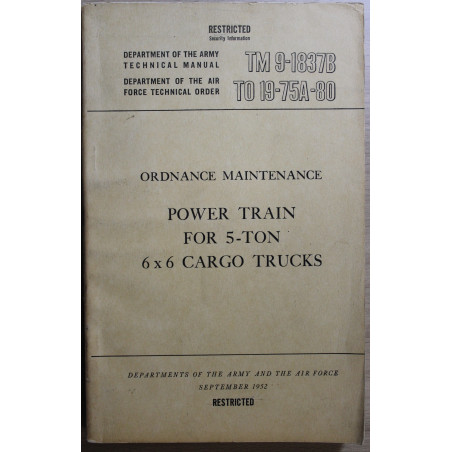 RESTRICTED
Security Information
DEPARTMENT OF THE ARMY
TECHNICAL MANUAL
TM 9-1837B
DEPARTMENT OF THE AIR
FORCE TECHNICAL ORDER
TO 19-75A-80
ORDNANCE MAINTENANCE
POWER TRAIN
FOR 5-TON
6 x 6 CARGO TRUCKS
DEPARTMENTS OF THE ARMY AND THE AIR FORCE
SEPTEMBER 1952
RESTRICTED